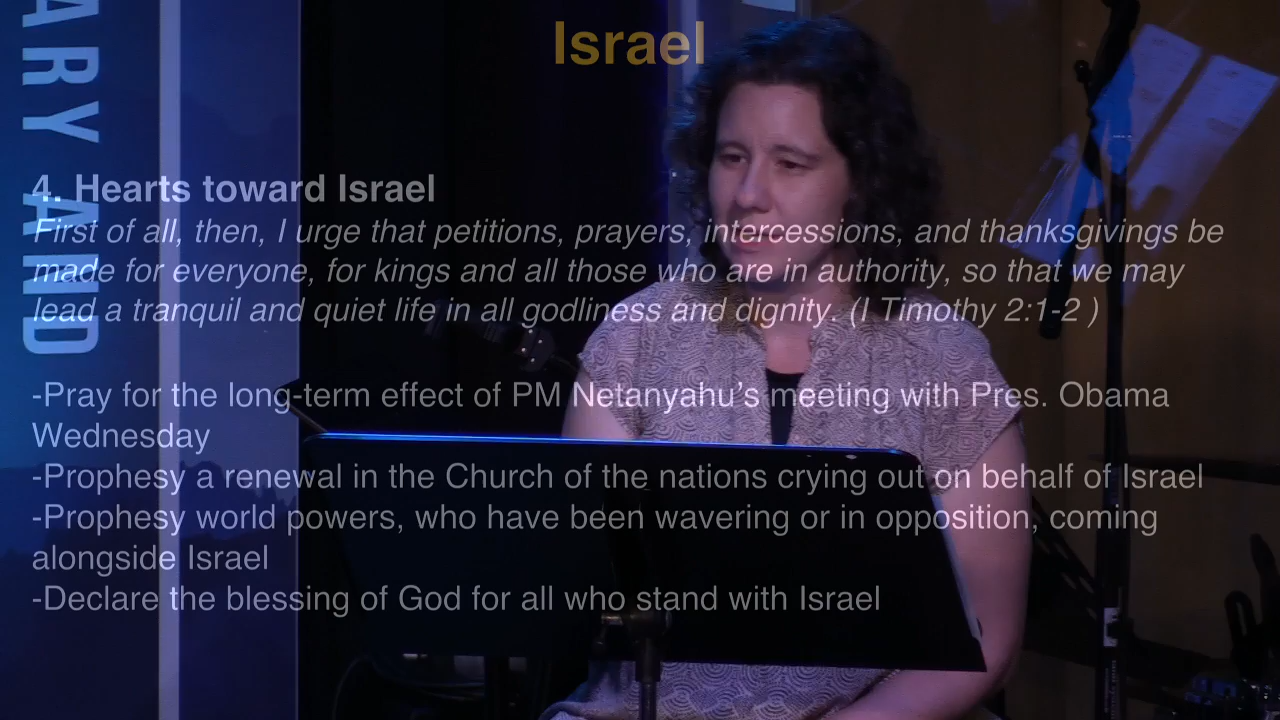 Israel
ARY AND
4. Hearts toward Israel
First of all, then, I urge that petitions, prayers, intercessions, and thanksgivings be
made for everyone, for kings and all those who are in authority, so that we may
lead a tranquil and quiet life in all godliness and dignity. (I Timothy 2:1-2 )
-Pray for the long-term effect of PM Netanyahu’s meeting with Pres. Obama
Wednesday
-Prophesy a renewal in the Church of the nations crying out on behalf of Israel
-Prophesy world powers, who have been wavering or in opposition, coming
alongside Israel
-Declare the blessing of God for all who stand with Israel